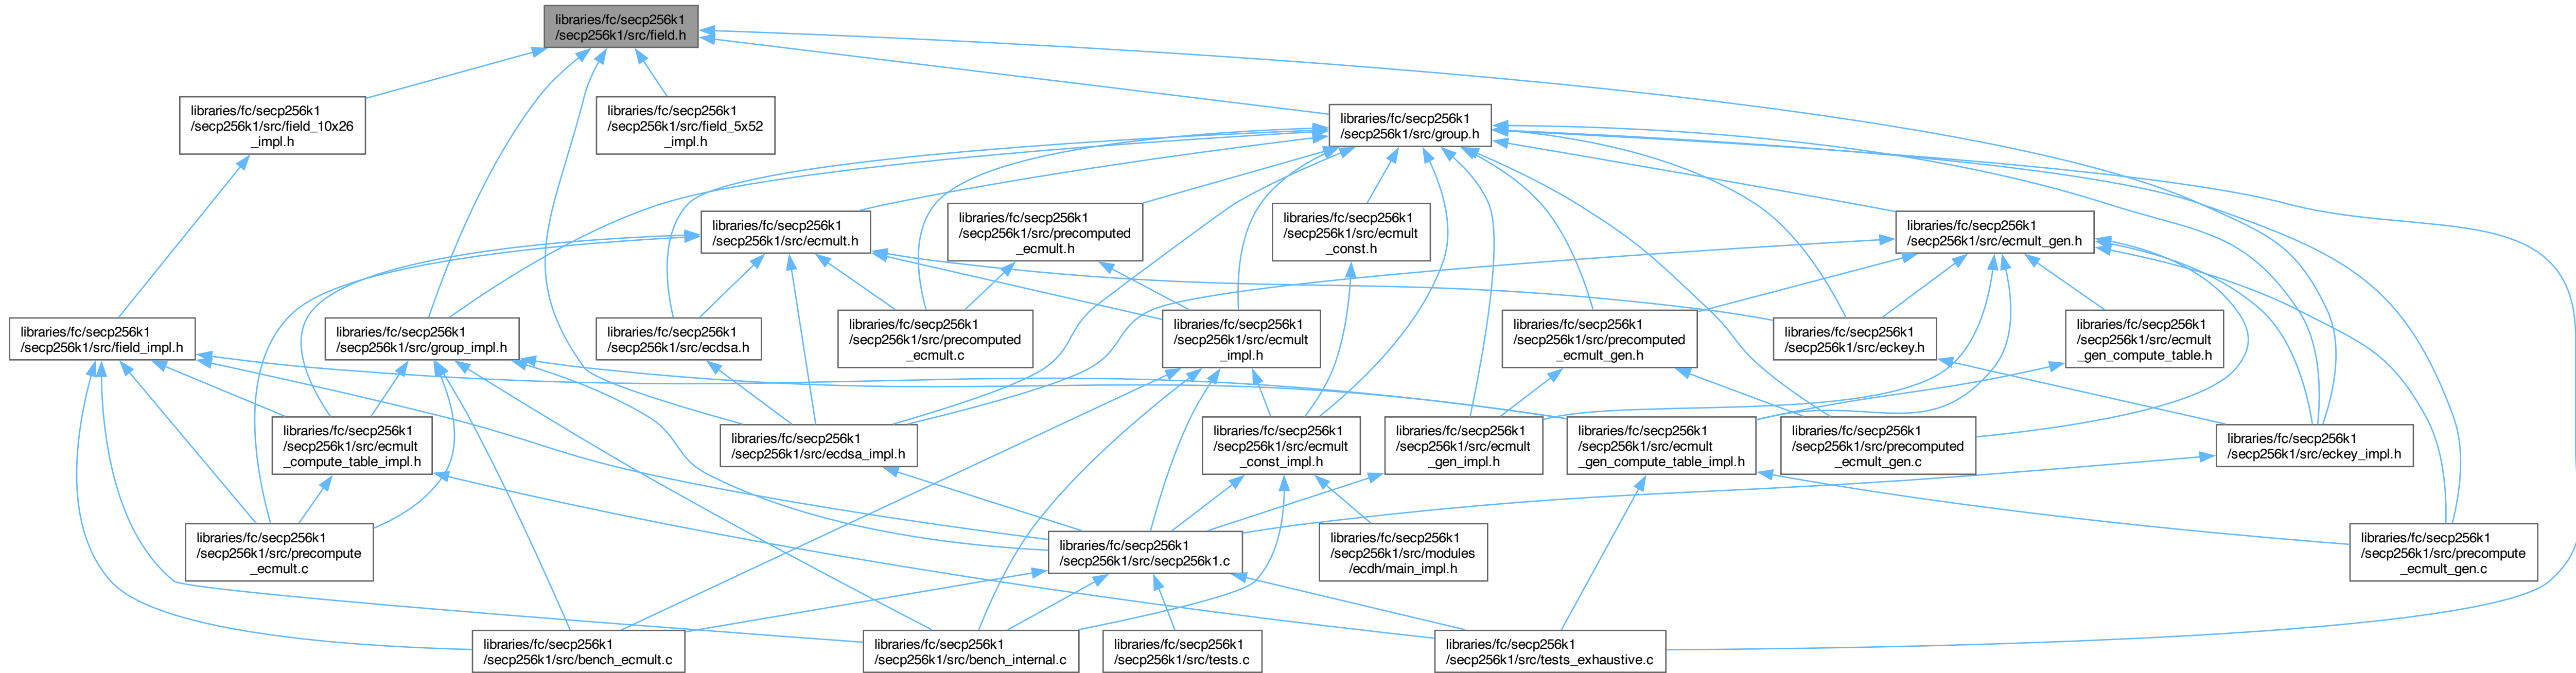 libraries/fc/secp256k1
/secp256k1/src/field.h
libraries/fc/secp256k1
/secp256k1/src/field_10x26
_impl.h
libraries/fc/secp256k1
/secp256k1/src/field_5x52
_impl.h
libraries/fc/secp256k1
/secp256k1/src/group.h
libraries/fc/secp256k1
/secp256k1/src/ecmult.h
libraries/fc/secp256k1
/secp256k1/src/precomputed
_ecmult.h
libraries/fc/secp256k1
/secp256k1/src/ecmult
_const.h
libraries/fc/secp256k1
/secp256k1/src/ecmult_gen.h
libraries/fc/secp256k1
/secp256k1/src/field_impl.h
libraries/fc/secp256k1
/secp256k1/src/group_impl.h
libraries/fc/secp256k1
/secp256k1/src/ecdsa.h
libraries/fc/secp256k1
/secp256k1/src/precomputed
_ecmult.c
libraries/fc/secp256k1
/secp256k1/src/ecmult
_impl.h
libraries/fc/secp256k1
/secp256k1/src/precomputed
_ecmult_gen.h
libraries/fc/secp256k1
/secp256k1/src/eckey.h
libraries/fc/secp256k1
/secp256k1/src/ecmult
_gen_compute_table.h
libraries/fc/secp256k1
/secp256k1/src/ecmult
_compute_table_impl.h
libraries/fc/secp256k1
/secp256k1/src/ecdsa_impl.h
libraries/fc/secp256k1
/secp256k1/src/ecmult
_const_impl.h
libraries/fc/secp256k1
/secp256k1/src/ecmult
_gen_impl.h
libraries/fc/secp256k1
/secp256k1/src/ecmult
_gen_compute_table_impl.h
libraries/fc/secp256k1
/secp256k1/src/precomputed
_ecmult_gen.c
libraries/fc/secp256k1
/secp256k1/src/eckey_impl.h
libraries/fc/secp256k1
/secp256k1/src/precompute
_ecmult.c
libraries/fc/secp256k1
/secp256k1/src/secp256k1.c
libraries/fc/secp256k1
/secp256k1/src/modules
/ecdh/main_impl.h
libraries/fc/secp256k1
/secp256k1/src/precompute
_ecmult_gen.c
libraries/fc/secp256k1
/secp256k1/src/bench_ecmult.c
libraries/fc/secp256k1
/secp256k1/src/bench_internal.c
libraries/fc/secp256k1
/secp256k1/src/tests.c
libraries/fc/secp256k1
/secp256k1/src/tests_exhaustive.c